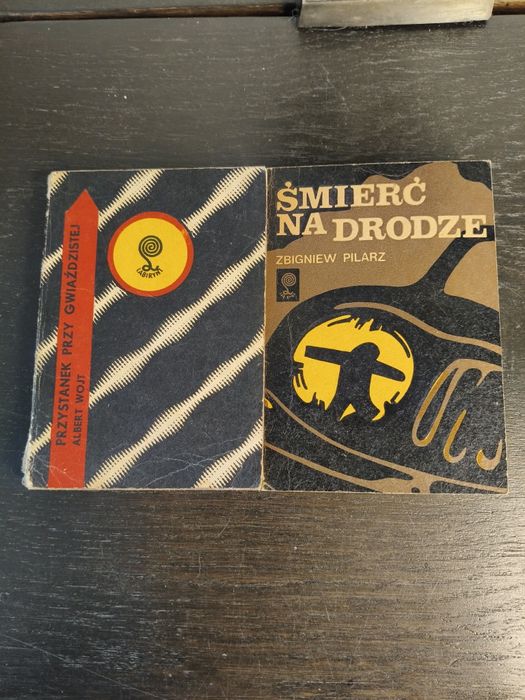 PRZYSTANEK PRZY GWIAŹDZISTEJ
ALBERT WOJT
LABIRYNT
ŚMIERĆ
NA DRODZE
ZBIGNIEW PILARZ